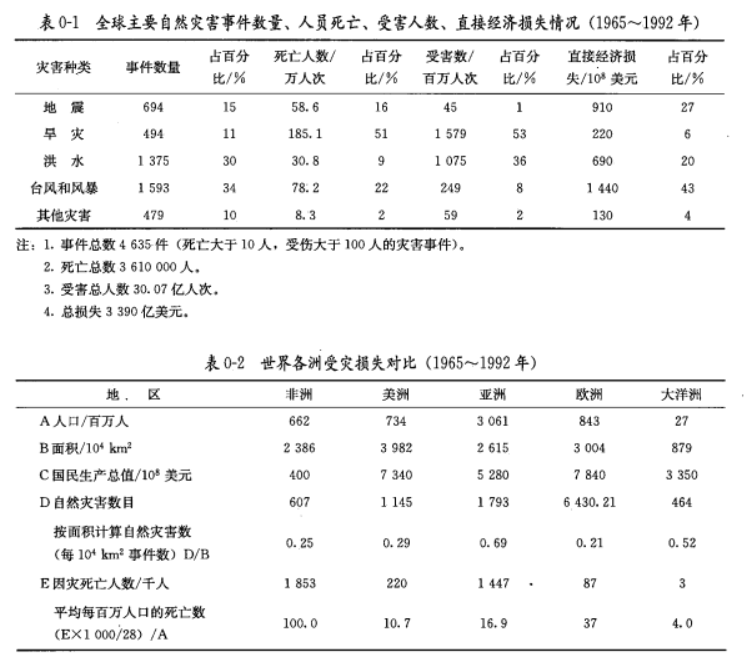 表 0-1 全球主要自然灾害事件数量、人员死亡、受害人数、直接经济损失情况（1965～1992 年）
灾害种类 事件数量 占百分比/% 死亡人数/万人次 占百分比/% 受害数/百万人次 占百分比/% 直接经济损失/10⁸ 美元 占百分比/%
地 震 694 15 58.6 16 45 1 910 27
旱 灾 494 11 185.1 51 1 579 53 220 6
洪 水 1 375 30 30.8 9 1 075 36 690 20
台风和风暴 1 593 34 78.2 22 249 8 1 440 43
其他灾害 479 10 8.3 2 59 2 130 4
注：1. 事件总数 4 635 件（死亡大于 10 人，受伤大于 100 人的灾害事件）。
2. 死亡总数 3 610 000 人。
3. 受害总人数 30.07 亿人次。
4. 总损失 3 390 亿美元。
表 0-2 世界各洲受灾损失对比（1965～1992 年）
地 区 非洲 美洲 亚洲 欧洲 大洋洲
A 人口/百万人 662 734 3 061 843 27
B 面积/10⁴ km² 2 386 3 982 2 615 3 004 879
C 国民生产总值/10⁸ 美元 400 7 340 5 280 7 840 3 350
D 自然灾害数目 607 1 145 1 793 6 430.21 464
按面积计算自然灾害数
（每 10⁴ km² 事件数）D/B 0.25 0.29 0.69 0.21 0.52
E 因灾死亡人数/千人 1 853 220 1 447 87 3
平均每百万人口的死亡数
（E×1 000/28）/A 100.0 10.7 16.9 37 4.0